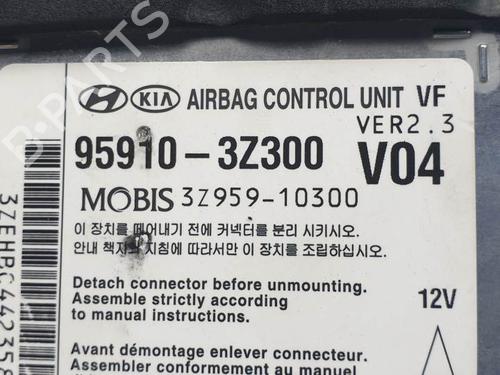 HYUNDAI KIA AIRBAG CONTROL UNIT VF
VER2.3
95910-3Z300 V04
MOBIS 3Z959-10300
이 장치를 떼어내기 전에 커넥터를 분리 시키시오.
안내 책자의 지침에 따라서만 이 장치를 조립하십시오.
Detach connector before unmounting.
Assemble strictly according
to manual instructions.
12V
Avant démontage enlever connecteur.
Assembler conformement au manuel
3ZEHBC442358